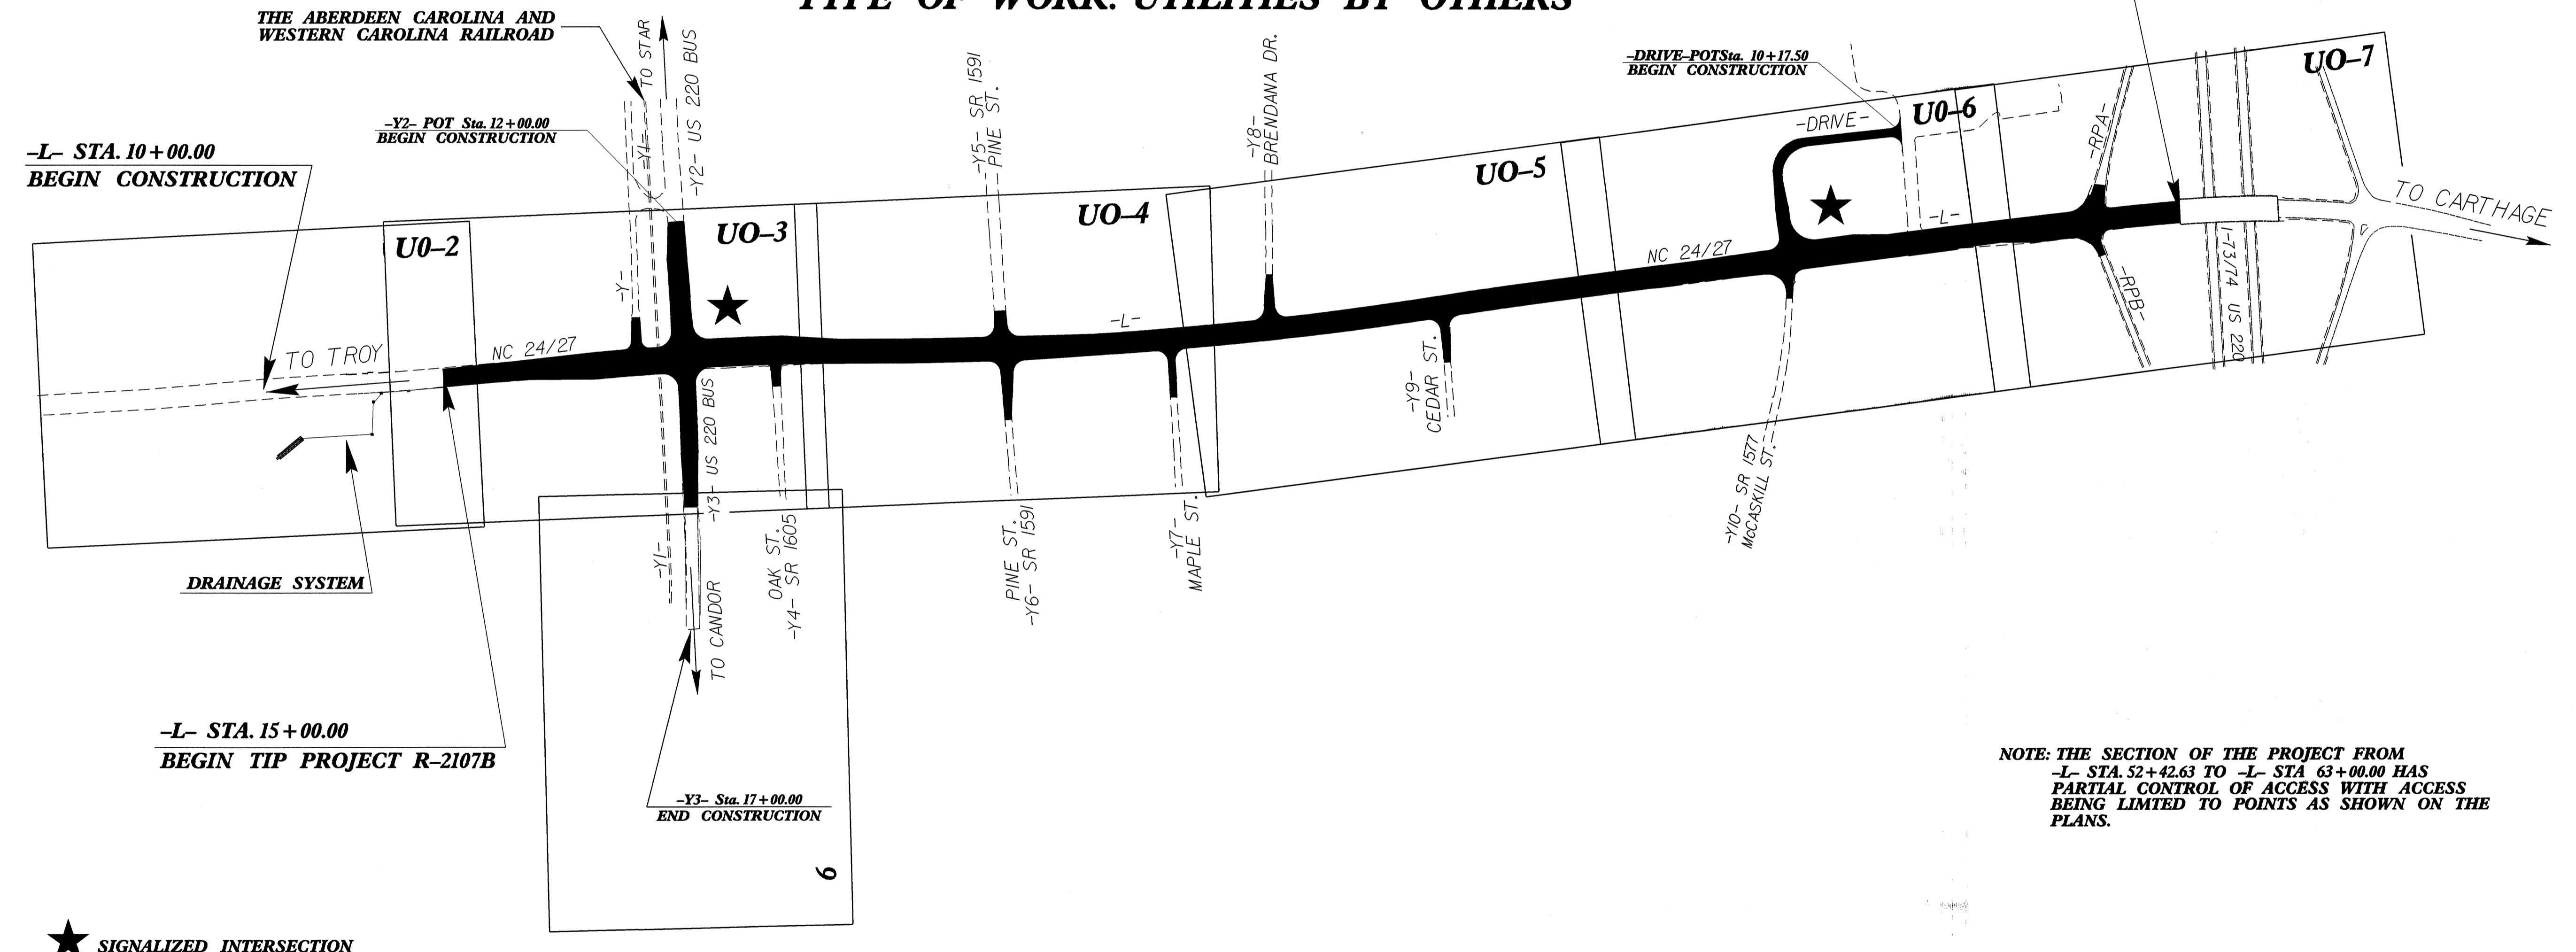 TYPE OF WORK: UTILITIES BY OTHERS
THE ABERDEEN CAROLINA AND
WESTERN CAROLINA RAILROAD
TO STAR
-Y2- US 220 BUS
-Y1-
-Y2- POT Sta. 12+00.00
BEGIN CONSTRUCTION
-L- STA. 10+00.00
BEGIN CONSTRUCTION
-Y5- SR 1591
PINE ST.
-Y8-
BRENDANA DR.
-DRIVE-POTSta. 10+17.50
BEGIN CONSTRUCTION
UO-7
U0-6
-DRIVE-
-RPA-
UO-5
UO-4
UO-3
U0-2
TO CARTHAGE
-L-
NC 24/27
-Y-
-L-
TO TROY
NC 24/27
-RPB-
I-73/74 US 220
-Y3- US 220 BUS
-Y9-
CEDAR ST.
-Y10- SR 1577
McCASKILL ST.
-Y1-
OAK ST.
-Y4- SR 1605
PINE ST.
-Y6- SR 1591
-Y7-
MAPLE ST.
DRAINAGE SYSTEM
TO CANDOR
-L- STA. 15+00.00
BEGIN TIP PROJECT R-2107B
-Y3- Sta. 17+00.00
END CONSTRUCTION
6
NOTE: THE SECTION OF THE PROJECT FROM
-L- STA. 52+42.63 TO -L- STA 63+00.00 HAS
PARTIAL CONTROL OF ACCESS WITH ACCESS
BEING LIMTED TO POINTS AS SHOWN ON THE
PLANS.
SIGNALIZED INTERSECTION